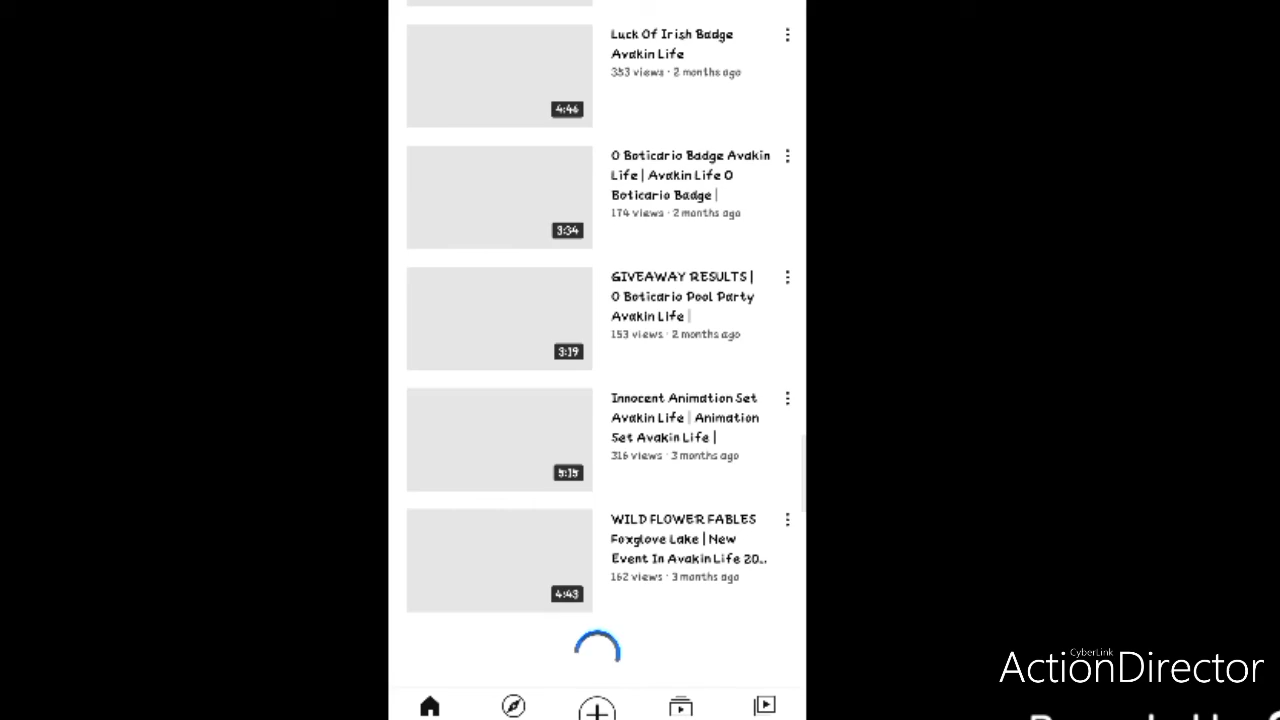 Luck Of Irish Badge
Avakin Life
353 views · 2 months ago
4:46
O Boticario Badge Avakin
Life | Avakin Life O
Boticario Badge |
174 views · 2 months ago
3:34
GIVEAWAY RESULTS |
O Boticario Pool Party
Avakin Life |
153 views · 2 months ago
3:19
Innocent Animation Set
Avakin Life | Animation
Set Avakin Life |
316 views · 3 months ago
5:15
WILD FLOWER FABLES
Foxglove Lake | New
Event In Avakin Life 20...
162 views · 3 months ago
4:43
CyberLink
ActionDirector